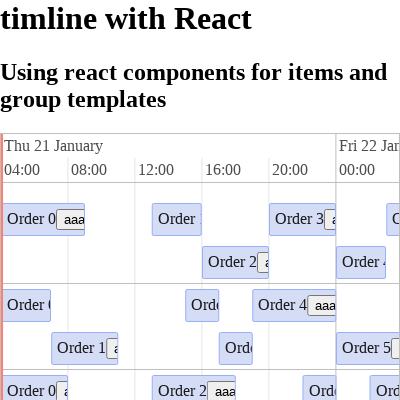 timline with React
Using react components for items and
group templates
Thu 21 January
Fri 22 Jan
04:00 08:00 12:00 16:00 20:00 00:00
Order 0 aaa Order Order 3
Order 2 Order
Order Order 4 aaa
Order 1 Order 5
Order 0 Order 2 aaa